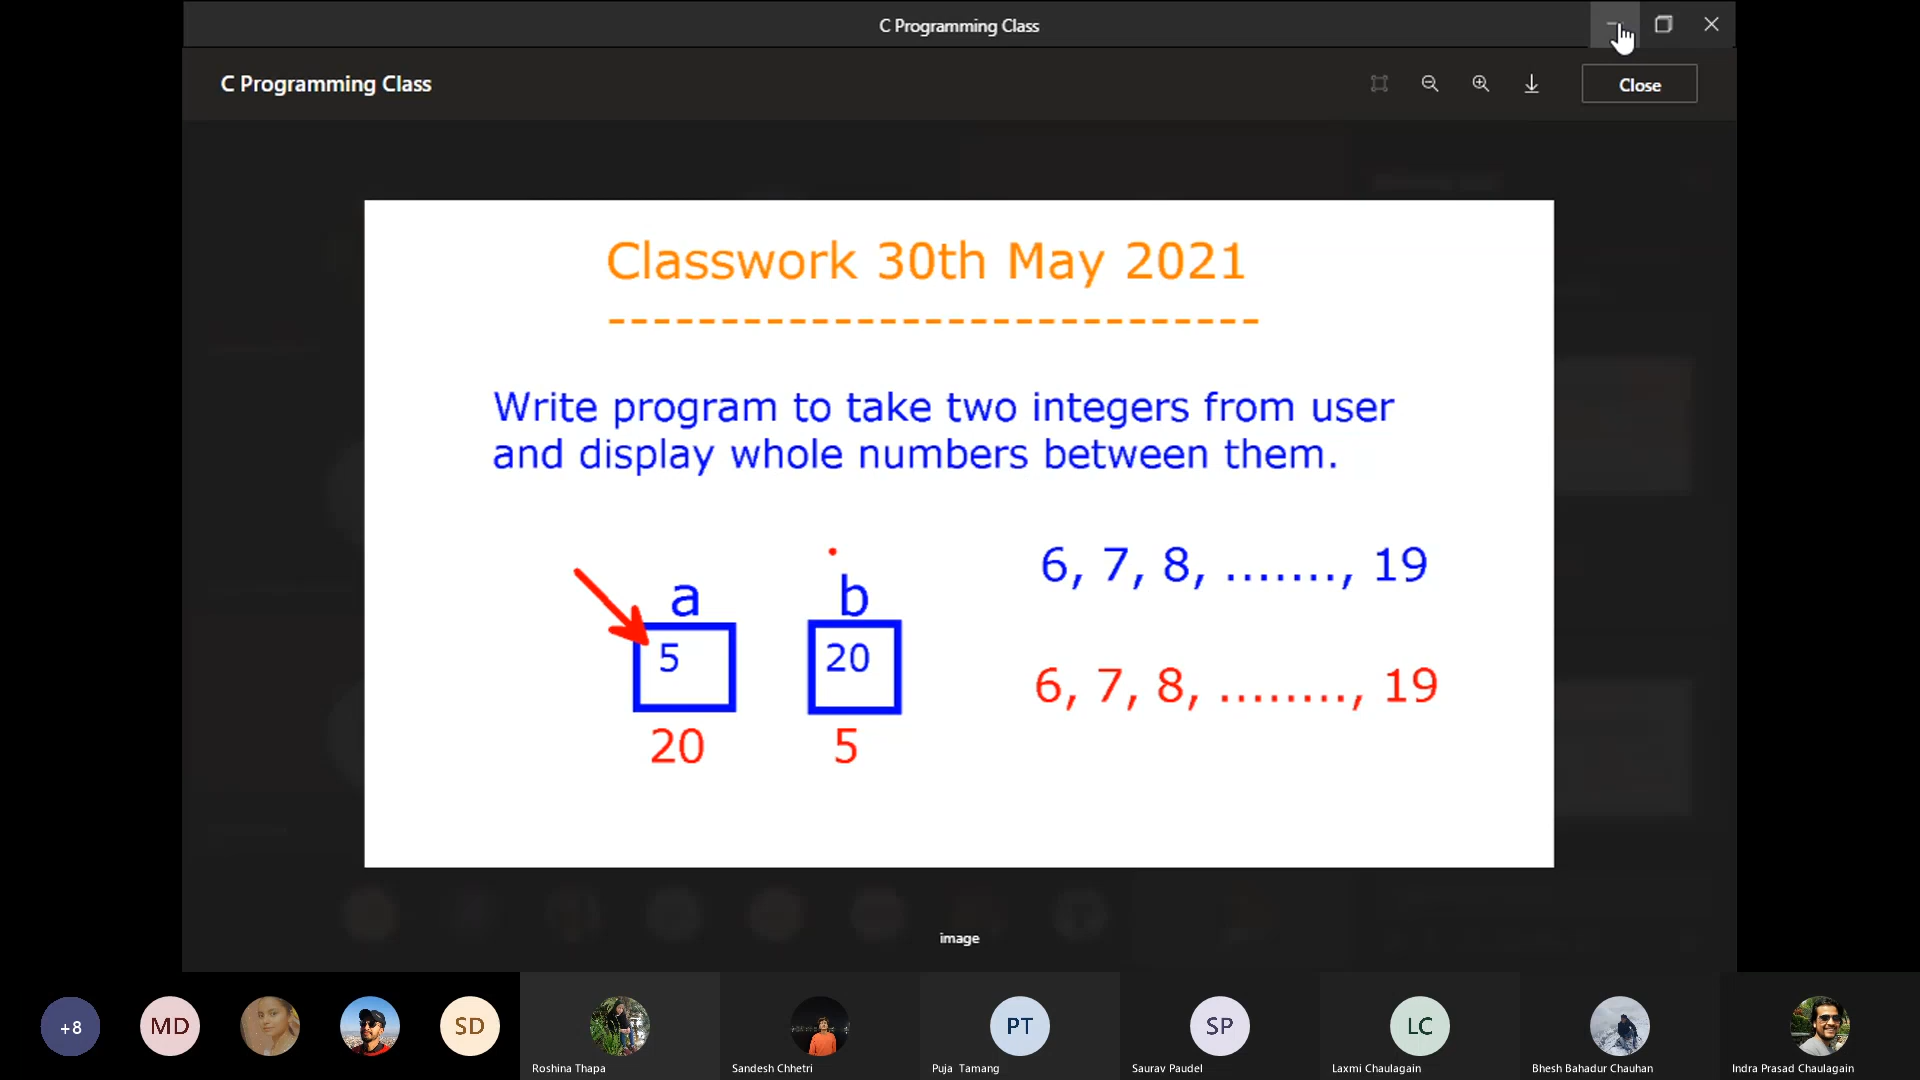 C Programming Class
C Programming Class
Close
Classwork 30th May 2021
-----------------------------
Write program to take two integers from user
and display whole numbers between them.
6, 7, 8, ......., 19
a
b
5
20
6, 7, 8, ........, 19
20
5
image
+8
MD
SD
PT
SP
LC
Roshina Thapa
Sandesh Chhetri
Puja Tamang
Saurav Paudel
Laxmi Chaulagain
Bhesh Bahadur Chauhan
Indra Prasad Chaulagain